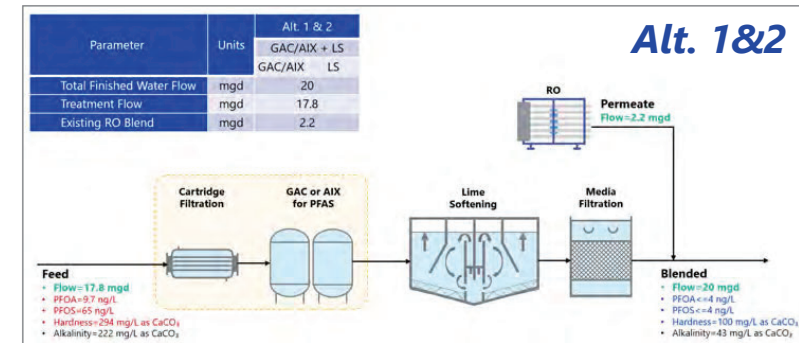 Alt. 1&2
Parameter Units Alt. 1 & 2
GAC/AIX + LS
GAC/AIX LS
Total Finished Water Flow mgd 20
Treatment Flow mgd 17.8
Existing RO Blend mgd 2.2
RO
Permeate
Flow=2.2 mgd
Cartridge
Filtration
GAC or AIX
for PFAS
Lime
Softening
Media
Filtration
Feed
• Flow=17.8 mgd
• PFOA=9.7 ng/L
• PFOS=65 ng/L
• Hardness=294 mg/L as CaCO₃
• Alkalinity=222 mg/L as CaCO₃
Blended
• Flow=20 mgd
• PFOA<=4 ng/L
• PFOS<=4 ng/L
• Hardness=100 mg/L as CaCO₃
• Alkalinity=43 mg/L as CaCO₃